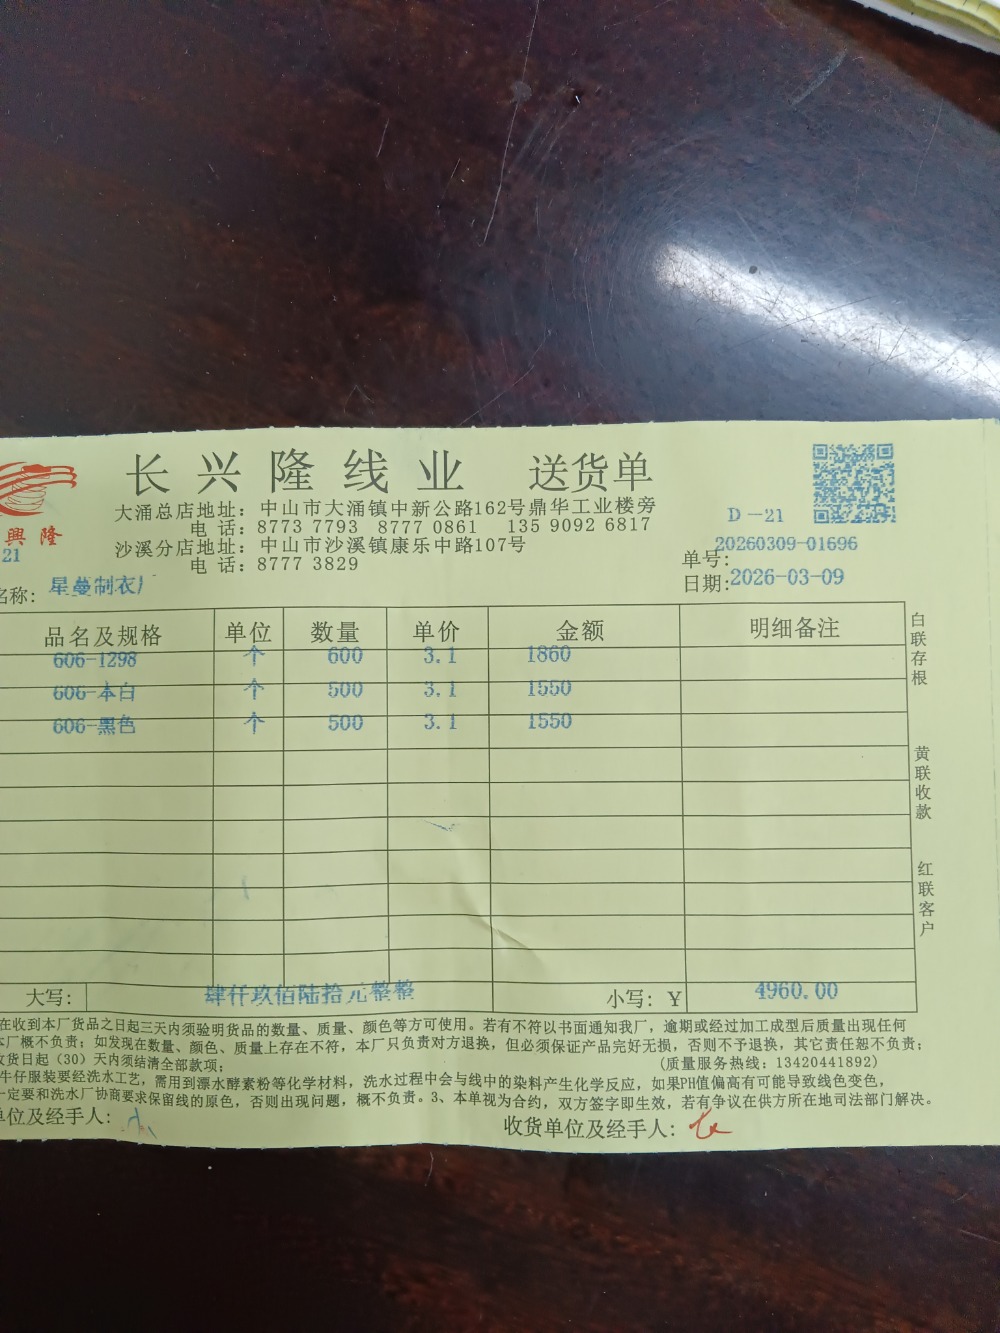 长兴隆线业 送货单
興隆
大涌总店地址：中山市大涌镇中新公路162号鼎华工业楼旁
电 话：8773 7793 8777 0861 135 9092 6817
D-21
沙溪分店地址：中山市沙溪镇康乐中路107号
21
单号：20260309-01696
电 话：8777 3829
名称：星蔓制衣厂
日期：2026-03-09
品名及规格 单位 数量 单价 金额 明细备注
606-1298 个 600 3.1 1860
606-本白 个 500 3.1 1550
606-黑色 个 500 3.1 1550
白联存根
黄联收款
红联客户
大写： 肆仟玖佰陆拾元整整 小写：￥ 4960.00
在收到本厂货品之日起三天内须验明货品的数量、质量、颜色等方可使用。若有不符以书面通知我厂，逾期或经过加工成型后质量出现任何
本厂概不负责；如发现在数量、颜色、质量上存在不符，本厂只负责对方退换，但必须保证产品完好无损，否则不予退换，其它责任恕不负责；
收货日起（30）天内须结清全部款项； （质量服务热线：13420441892）
牛仔服装要经洗水工艺，需用到漂水酵素粉等化学材料，洗水过程中会与线中的染料产生化学反应，如果PH值偏高有可能导致线色变色，
一定要和洗水厂协商要求保留线的原色，否则出现问题，概不负责。3、本单视为合约，双方签字即生效，若有争议在供方所在地司法部门解决。
单位及经手人： 收货单位及经手人：